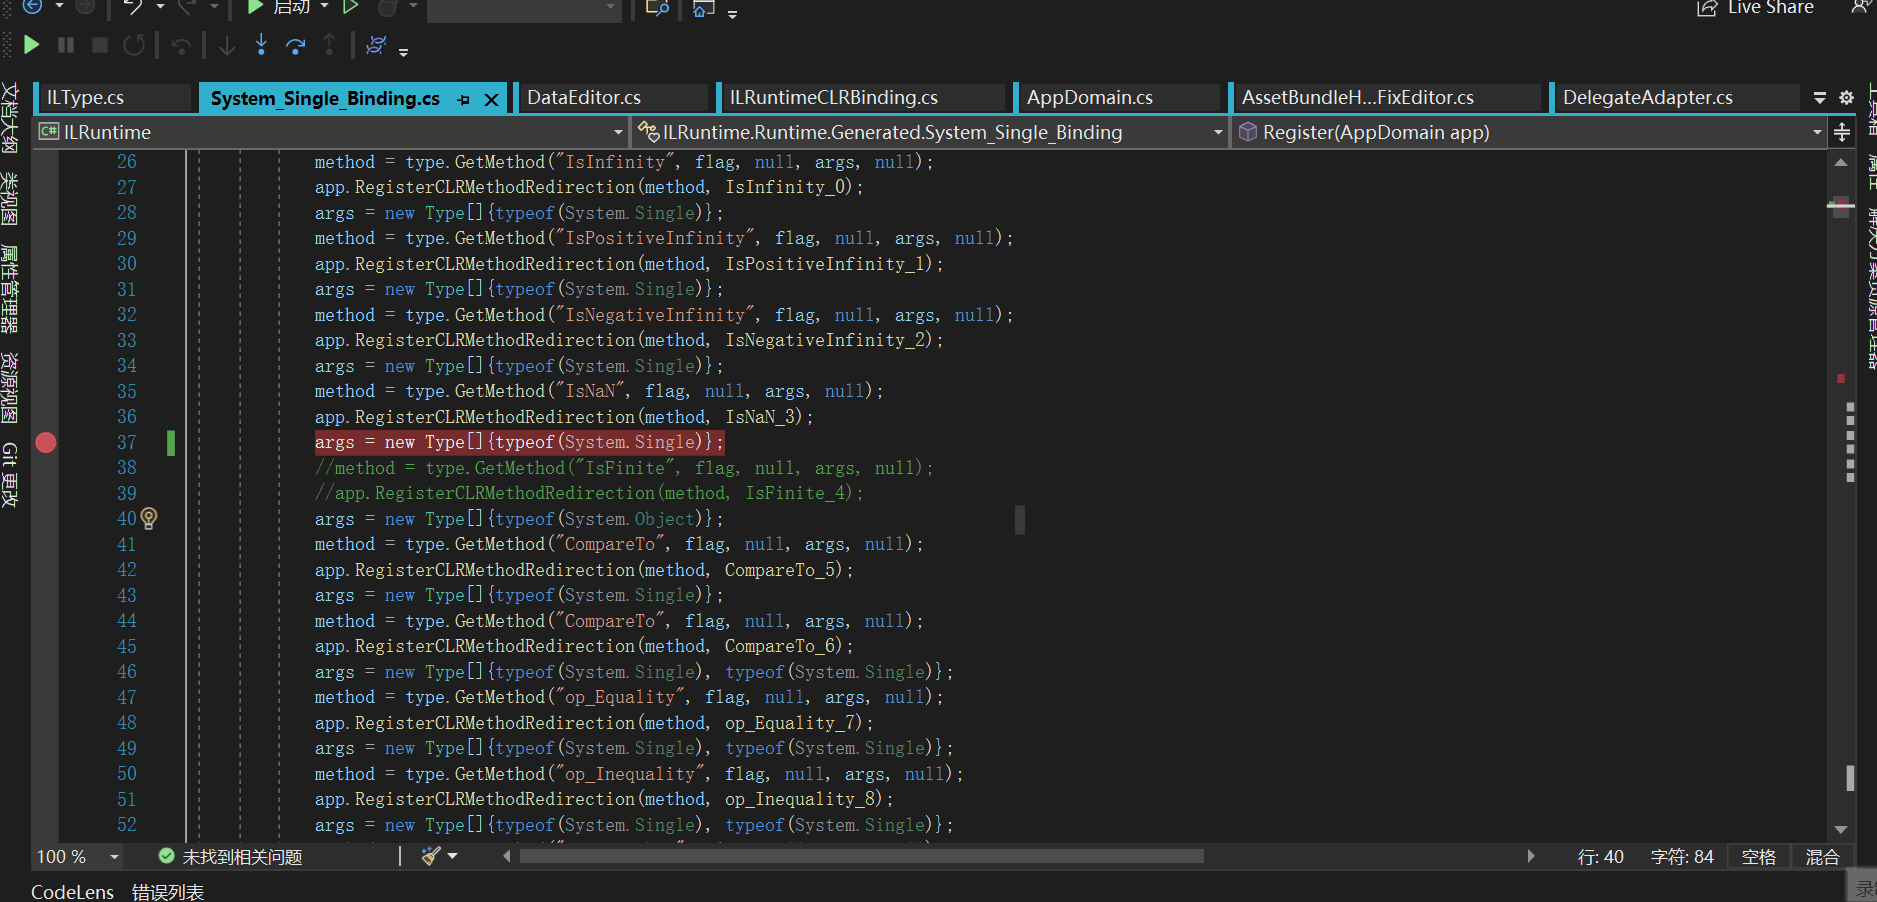 启动
Live Share
ILType.cs
System_Single_Binding.cs
DataEditor.cs
ILRuntimeCLRBinding.cs
AppDomain.cs
AssetBundleH...FixEditor.cs
DelegateAdapter.cs
C# ILRuntime
ILRuntime.Runtime.Generated.System_Single_Binding
Register(AppDomain app)
文档大纲
类视图
属性管理器
资源视图
Git 更改
26 method = type.GetMethod("IsInfinity", flag, null, args, null);
27 app.RegisterCLRMethodRedirection(method, IsInfinity_0);
28 args = new Type[]{typeof(System.Single)};
29 method = type.GetMethod("IsPositiveInfinity", flag, null, args, null);
30 app.RegisterCLRMethodRedirection(method, IsPositiveInfinity_1);
31 args = new Type[]{typeof(System.Single)};
32 method = type.GetMethod("IsNegativeInfinity", flag, null, args, null);
33 app.RegisterCLRMethodRedirection(method, IsNegativeInfinity_2);
34 args = new Type[]{typeof(System.Single)};
35 method = type.GetMethod("IsNaN", flag, null, args, null);
36 app.RegisterCLRMethodRedirection(method, IsNaN_3);
37 args = new Type[]{typeof(System.Single)};
38 //method = type.GetMethod("IsFinite", flag, null, args, null);
39 //app.RegisterCLRMethodRedirection(method, IsFinite_4);
40 args = new Type[]{typeof(System.Object)};
41 method = type.GetMethod("CompareTo", flag, null, args, null);
42 app.RegisterCLRMethodRedirection(method, CompareTo_5);
43 args = new Type[]{typeof(System.Single)};
44 method = type.GetMethod("CompareTo", flag, null, args, null);
45 app.RegisterCLRMethodRedirection(method, CompareTo_6);
46 args = new Type[]{typeof(System.Single), typeof(System.Single)};
47 method = type.GetMethod("op_Equality", flag, null, args, null);
48 app.RegisterCLRMethodRedirection(method, op_Equality_7);
49 args = new Type[]{typeof(System.Single), typeof(System.Single)};
50 method = type.GetMethod("op_Inequality", flag, null, args, null);
51 app.RegisterCLRMethodRedirection(method, op_Inequality_8);
52 args = new Type[]{typeof(System.Single), typeof(System.Single)};
100 %
未找到相关问题
行: 40
字符: 84
空格
混合
CodeLens
错误列表